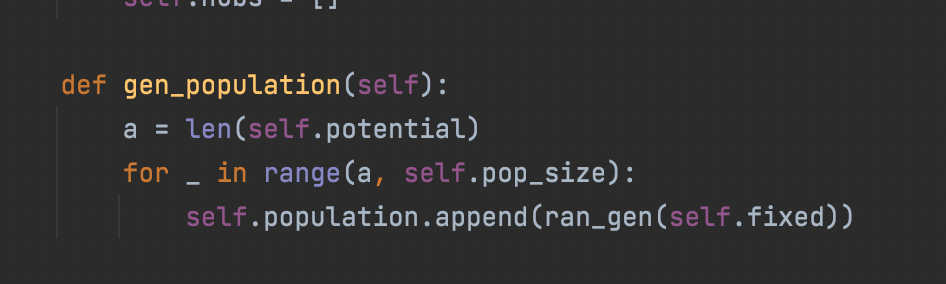 def gen_population(self):
a = len(self.potential)
for _ in range(a, self.pop_size):
self.population.append(ran_gen(self.fixed))